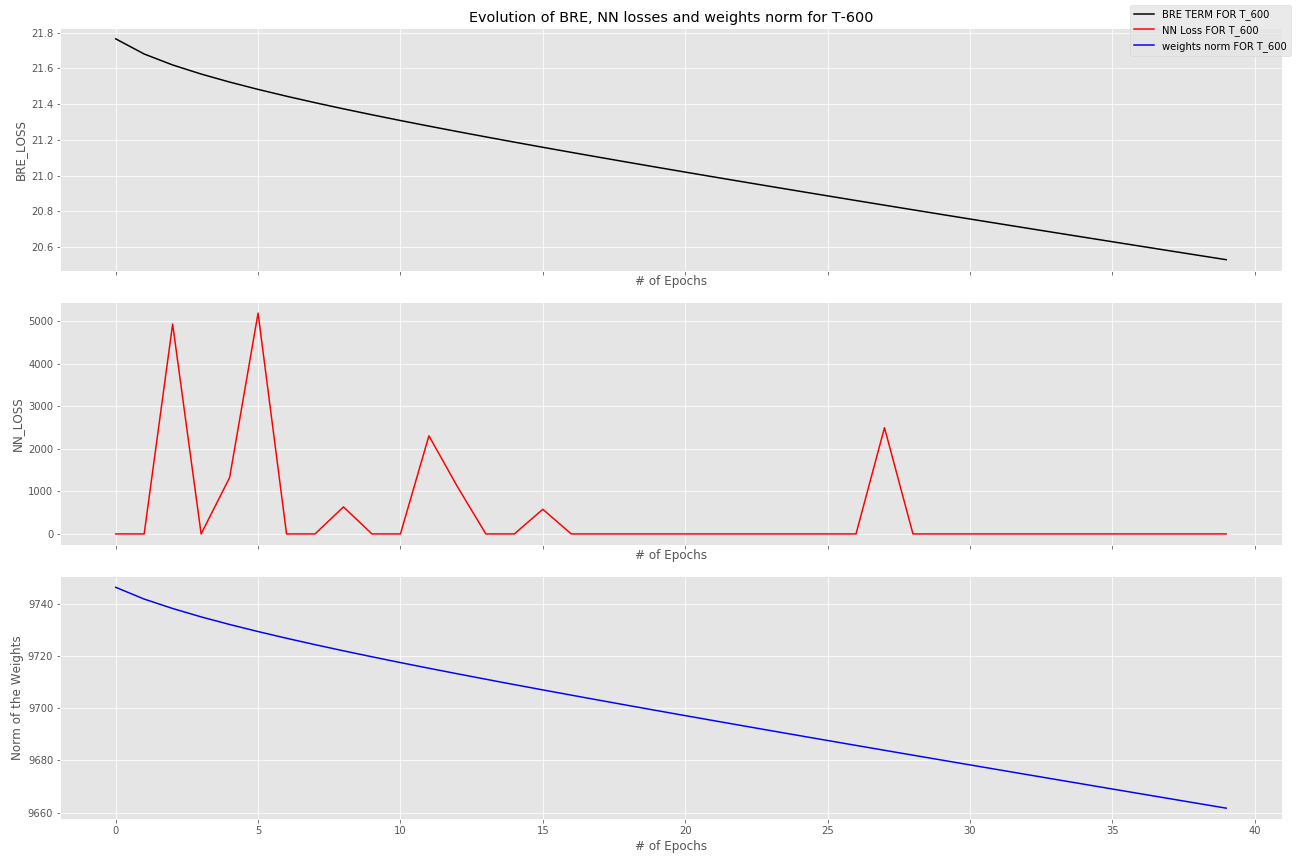 Evolution of BRE, NN losses and weights norm for T-600
BRE TERM FOR T_600
NN Loss FOR T_600
weights norm FOR T_600
BRE_LOSS
21.8
21.6
21.4
21.2
21.0
20.8
20.6
# of Epochs
NN_LOSS
5000
4000
3000
2000
1000
0
# of Epochs
Norm of the Weights
9740
9720
9700
9680
9660
0 5 10 15 20 25 30 35 40
# of Epochs